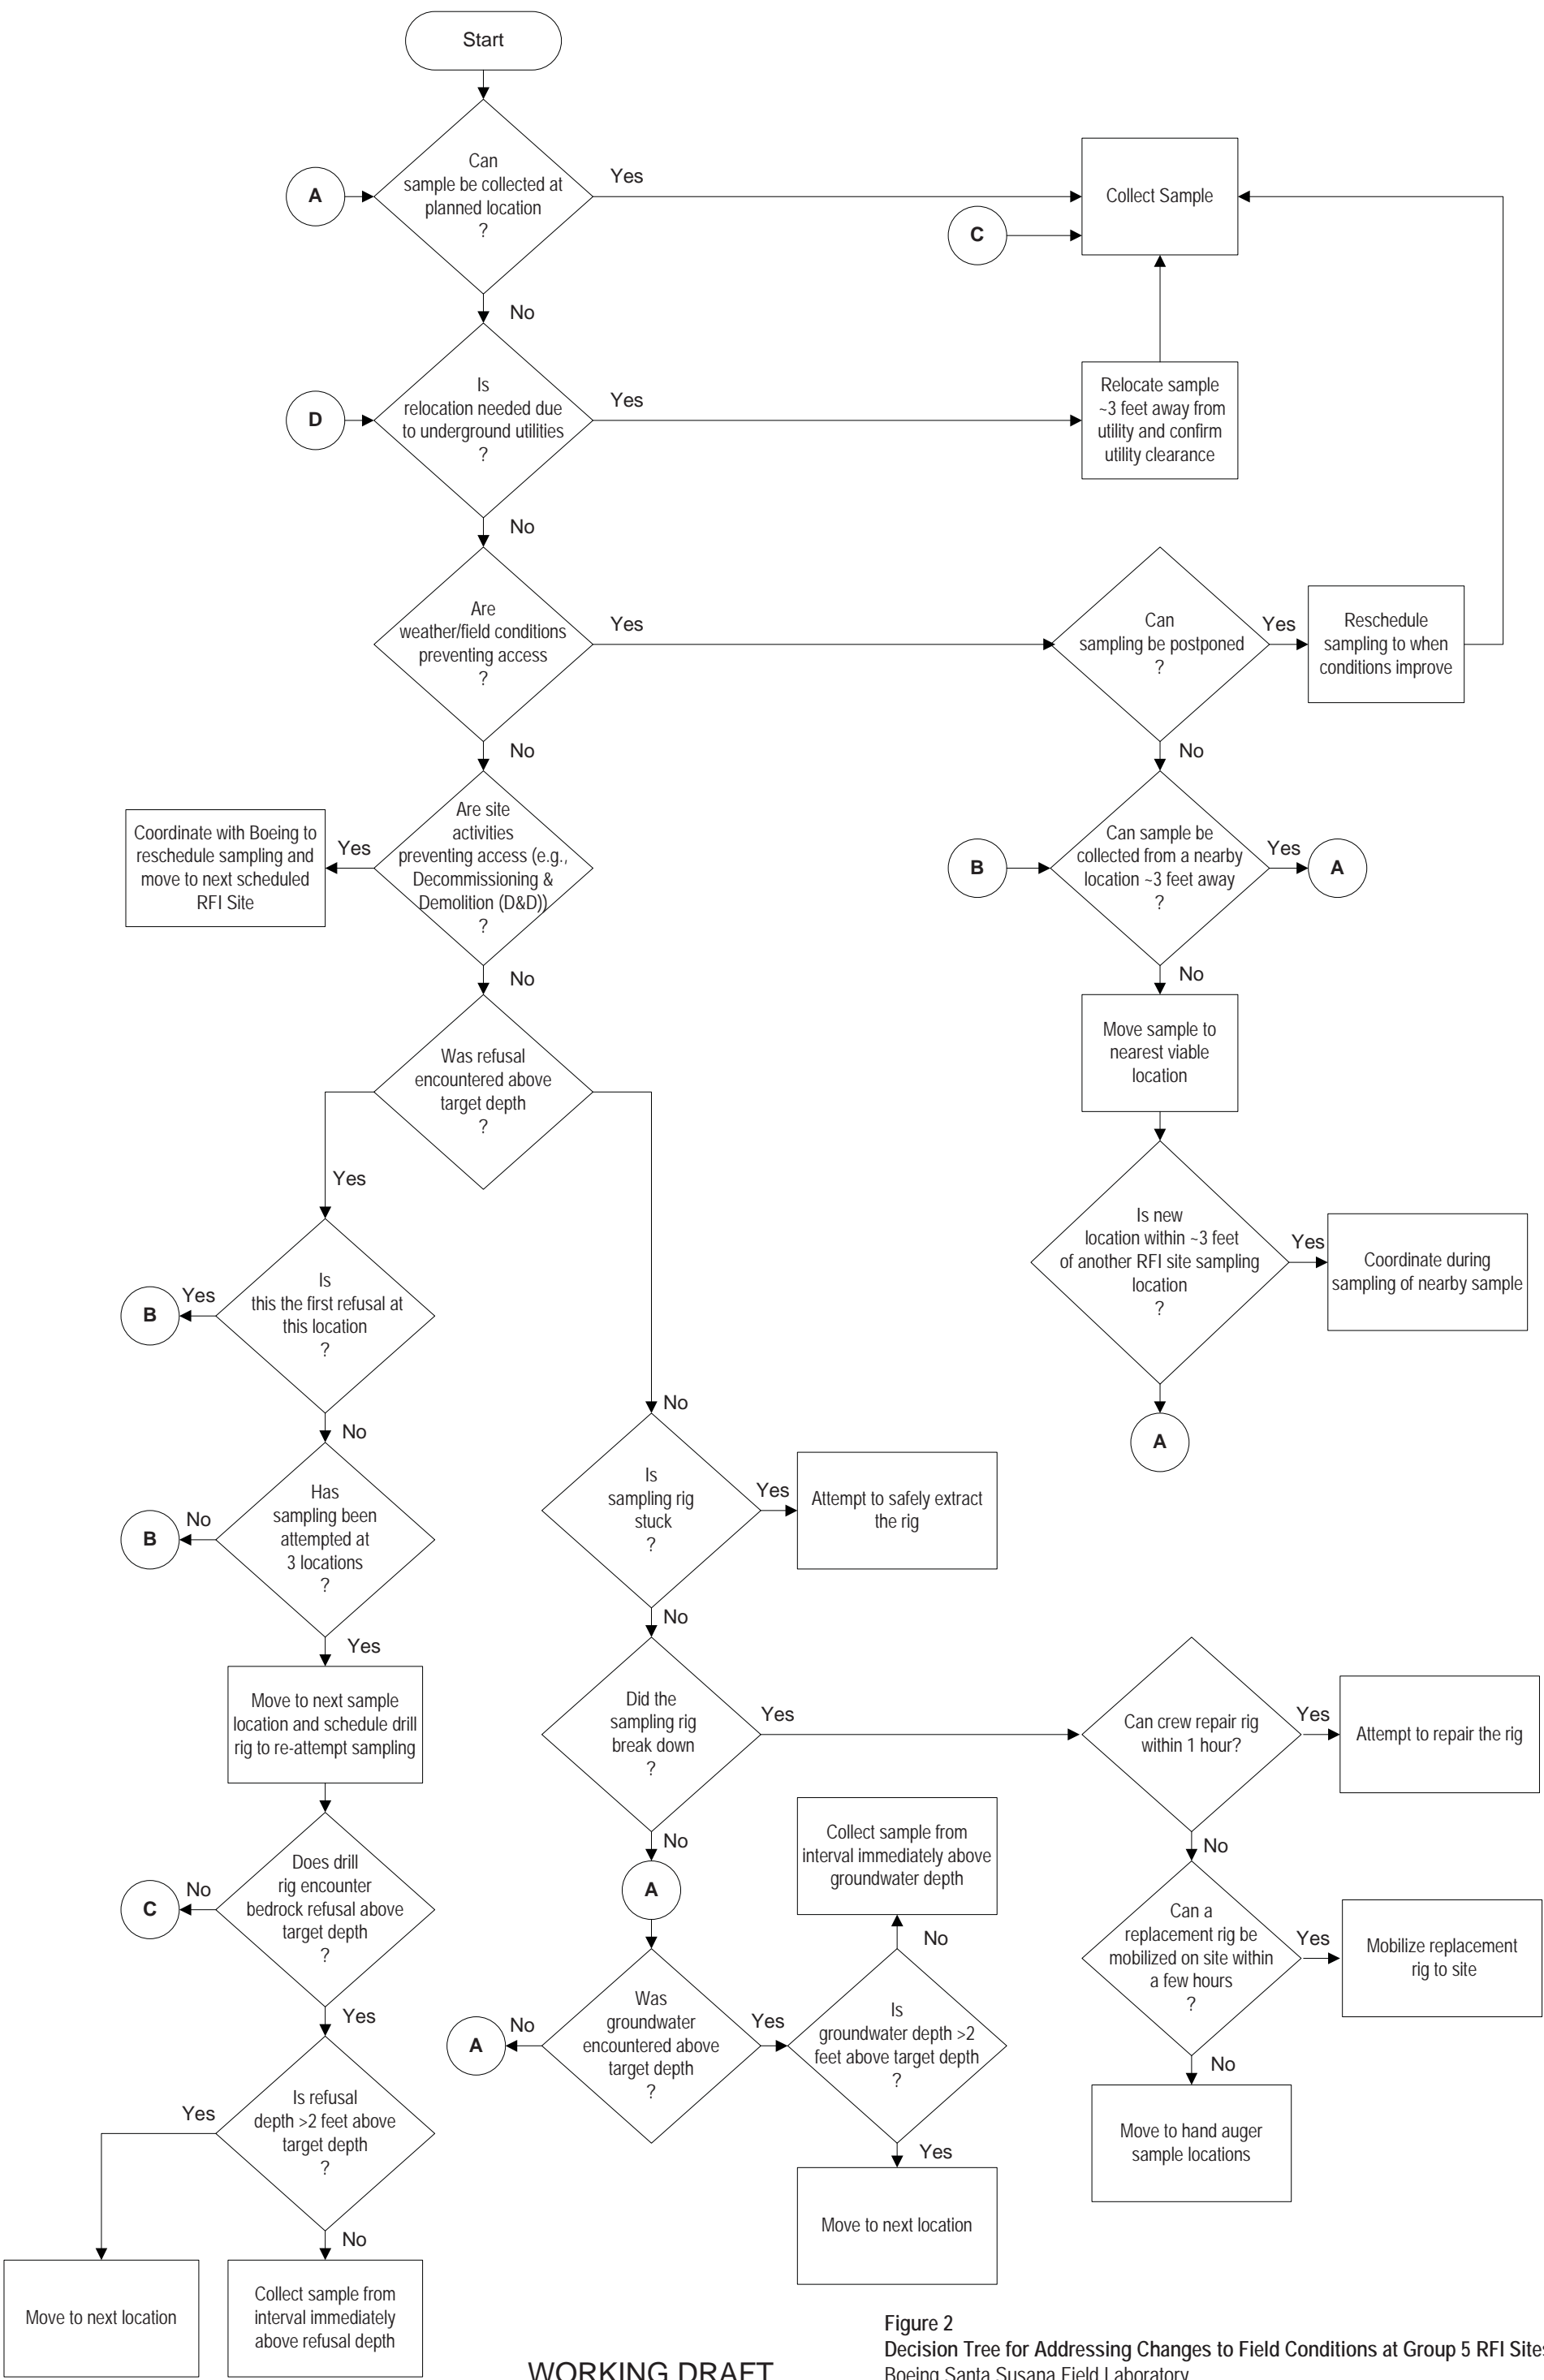 Start
Can
sample be collected at
planned location
?
A
Yes
Collect Sample
C
No
Is
relocation needed due
to underground utilities
?
D
Yes
Relocate sample
~3 feet away from
utility and confirm
utility clearance
No
Are
weather/field conditions
preventing access
?
Yes
Can
sampling be postponed
?
Yes
Reschedule
sampling to when
conditions improve
No
No
Are site
activities
preventing access (e.g.,
Decommissioning &
Demolition (D&D))
?
Yes
Coordinate with Boeing to
reschedule sampling and
move to next scheduled
RFI Site
B
Can sample be
collected from a nearby
location ~3 feet away
?
Yes
A
No
No
Was refusal
encountered above
target depth
?
Move sample to
nearest viable
location
Yes
Is new
location within ~3 feet
of another RFI site sampling
location
?
Yes
Coordinate during
sampling of nearby sample
A
Is
this the first refusal at
this location
?
Yes
B
No
No
Has
sampling been
attempted at
3 locations
?
No
B
Yes
Is
sampling rig
stuck
?
Yes
Attempt to safely extract
the rig
No
Move to next sample
location and schedule drill
rig to re-attempt sampling
Did the
sampling rig
break down
?
Yes
Can crew repair rig
within 1 hour?
Yes
Attempt to repair the rig
No
No
Does drill
rig encounter
bedrock refusal above
target depth
?
No
C
Yes
A
Collect sample from
interval immediately above
groundwater depth
No
Can a
replacement rig be
mobilized on site within
a few hours
?
Yes
Mobilize replacement
rig to site
No
Was
groundwater
encountered above
target depth
?
No
A
Yes
Is
groundwater depth >2
feet above target depth
?
Yes
Move to next location
Move to hand auger
sample locations
Is refusal
depth >2 feet above
target depth
?
Yes
No
Move to next location
Collect sample from
interval immediately
above refusal depth
WORKING DRAFT
Figure 2
Decision Tree for Addressing Changes to Field Conditions at Group 5 RFI Sites
Boeing Santa Susana Field Laboratory